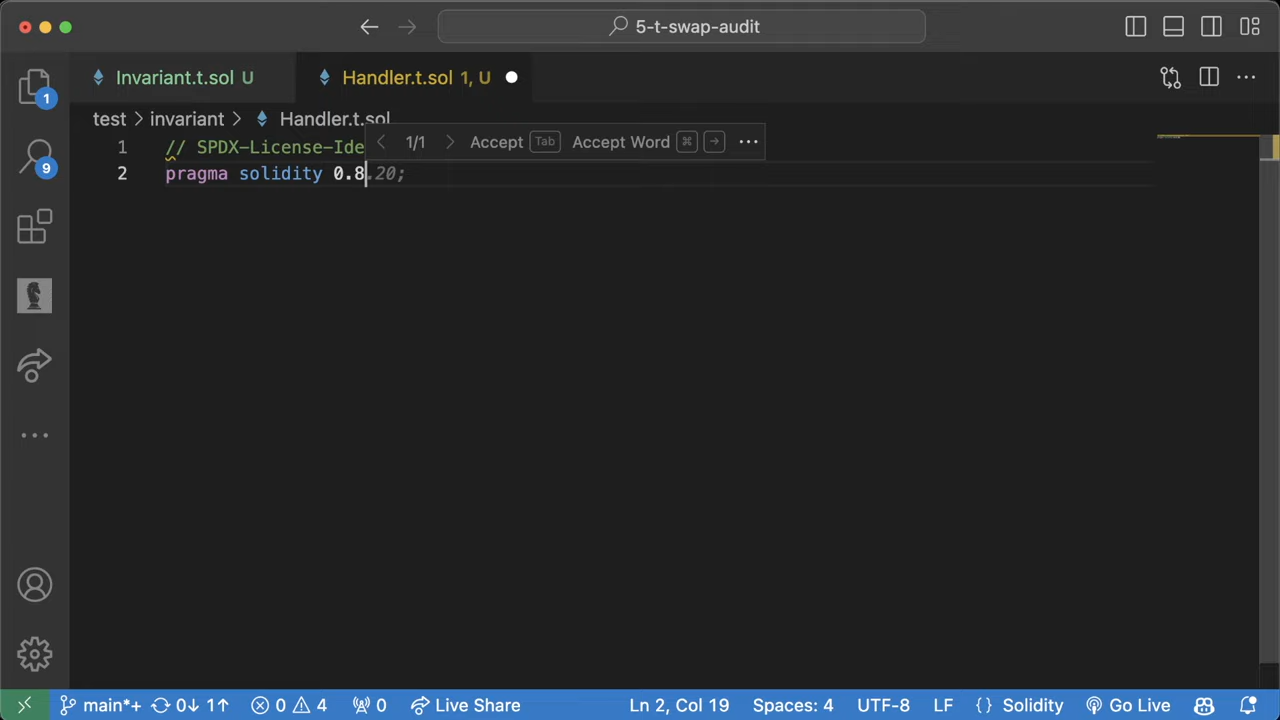 5-t-swap-audit
Invariant.t.sol U
Handler.t.sol 1, U
1
9
test > invariant > Handler.t.sol
1/1 Accept Tab Accept Word ⌘ → ···
1 // SPDX-License-Ide
2 pragma solidity 0.8.20;
main*+ 0↓ 1↑ 0 4 0 Live Share Ln 2, Col 19 Spaces: 4 UTF-8 LF {} Solidity Go Live